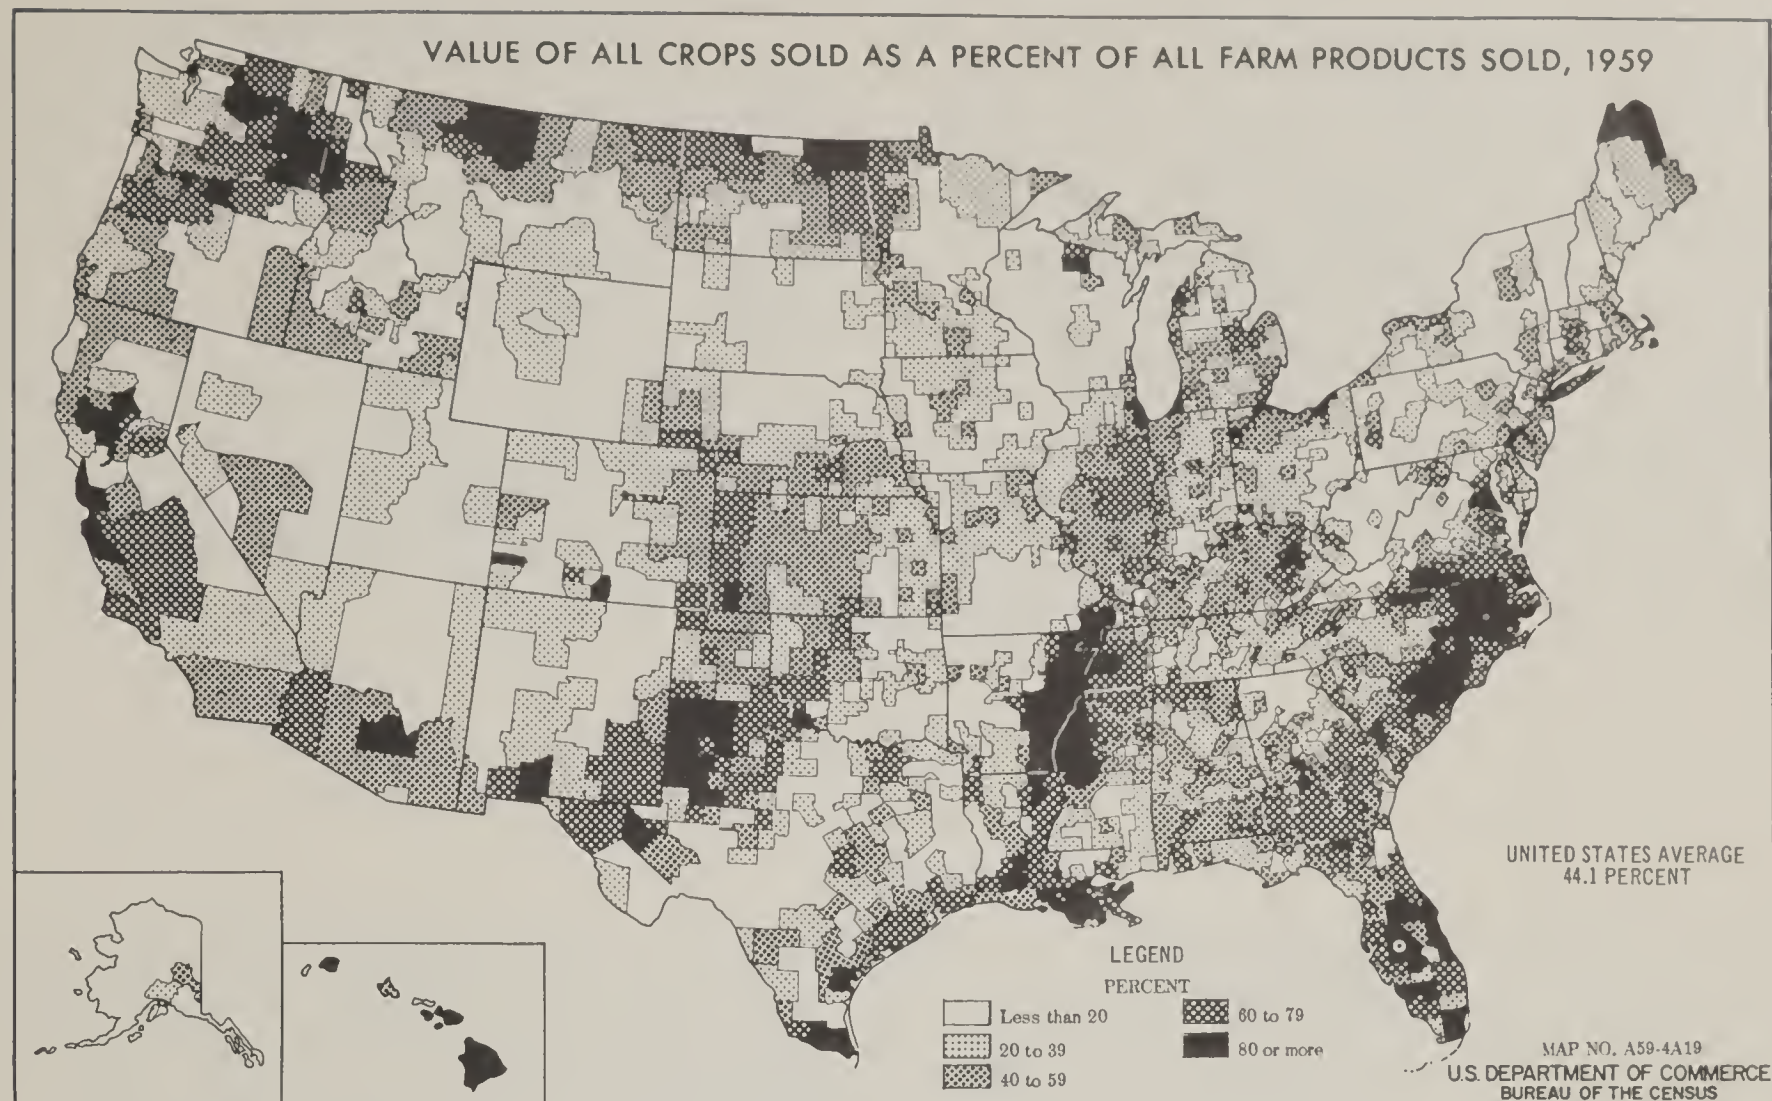 VALUE OF ALL CROPS SOLD AS A PERCENT OF ALL FARM PRODUCTS SOLD, 1959
UNITED STATES AVERAGE
44.1 PERCENT
LEGEND
PERCENT
Less than 20
20 to 39
40 to 59
60 to 79
80 or more
MAP NO. A59-4A19
U.S. DEPARTMENT OF COMMERCE
BUREAU OF THE CENSUS